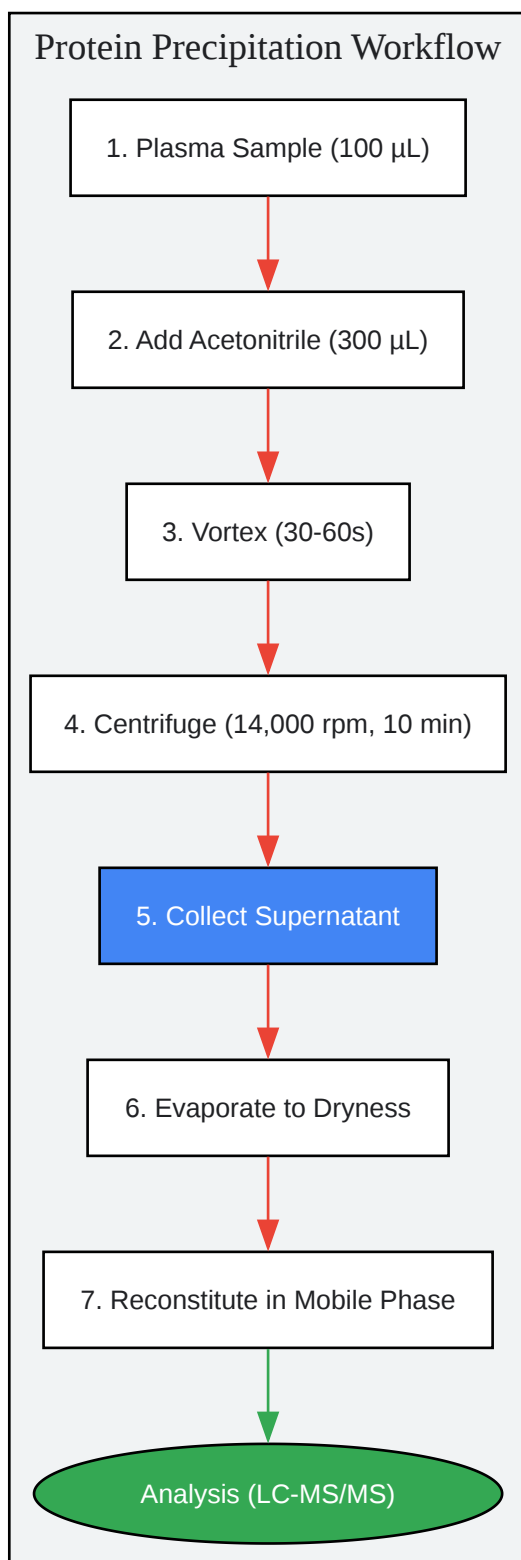 Protein Precipitation Workflow
1. Plasma Sample (100 µL)
2. Add Acetonitrile (300 µL)
3. Vortex (30-60s)
4. Centrifuge (14,000 rpm, 10 min)
5. Collect Supernatant
6. Evaporate to Dryness
7. Reconstitute in Mobile Phase
Analysis (LC-MS/MS)